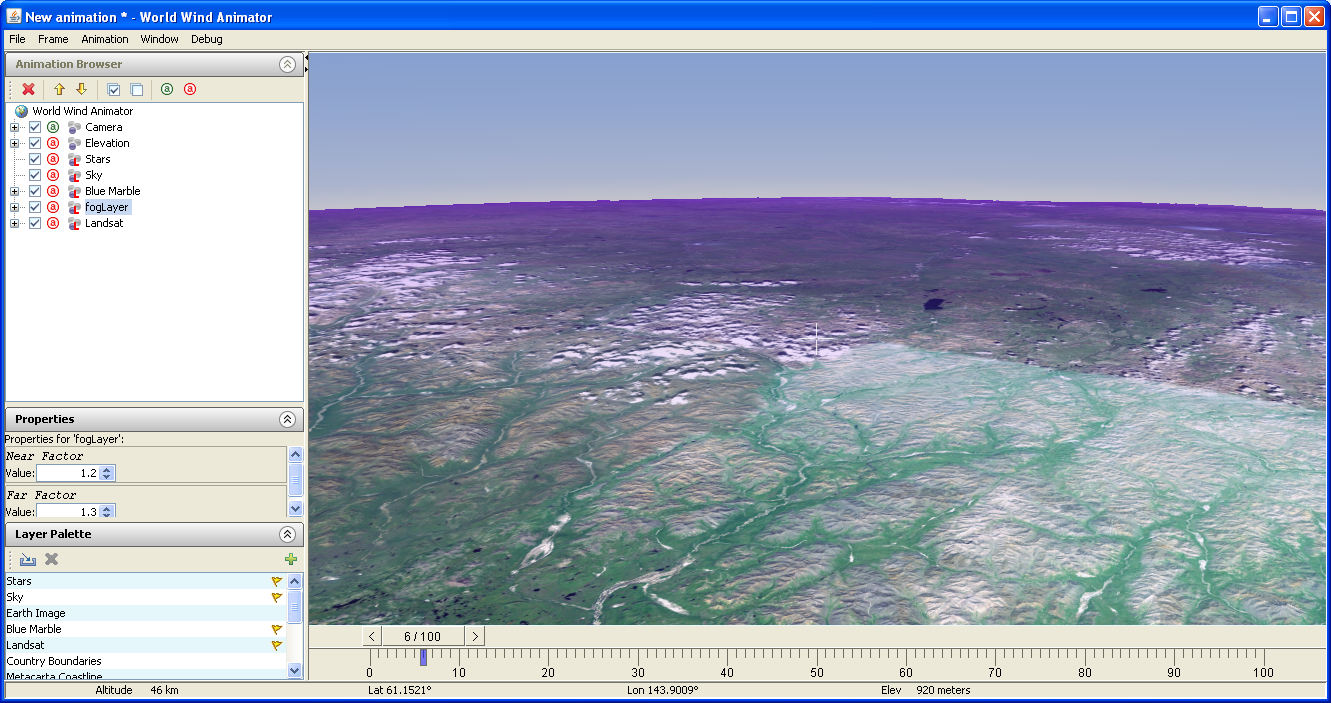 New animation * - World Wind Animator
File Frame Animation Window Debug
Animation Browser
World Wind Animator
a Camera
a Elevation
a Stars
a Sky
a Blue Marble
a fogLayer
a Landsat
Properties
Properties for 'fogLayer':
Near Factor
Value: 1.2
Far Factor
Value: 1.3
Layer Palette
Stars
Sky
Earth Image
Blue Marble
Landsat
Country Boundaries
Metacarta Coastline
< 6 / 100 >
0 10 20 30 40 50 60 70 80 90 100
Altitude 46 km Lat 61.1521° Lon 143.9009° Elev 920 meters